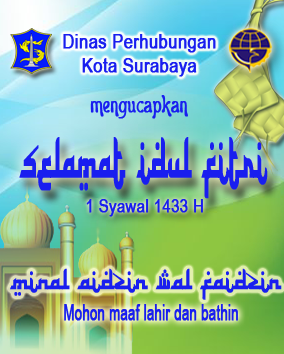 Dinas Perhubungan
Kota Surabaya
mengucapkan
Selamat idul fitri
1 Syawal 1433 H
minal aidzin wal faidzin
Mohon maaf lahir dan bathin